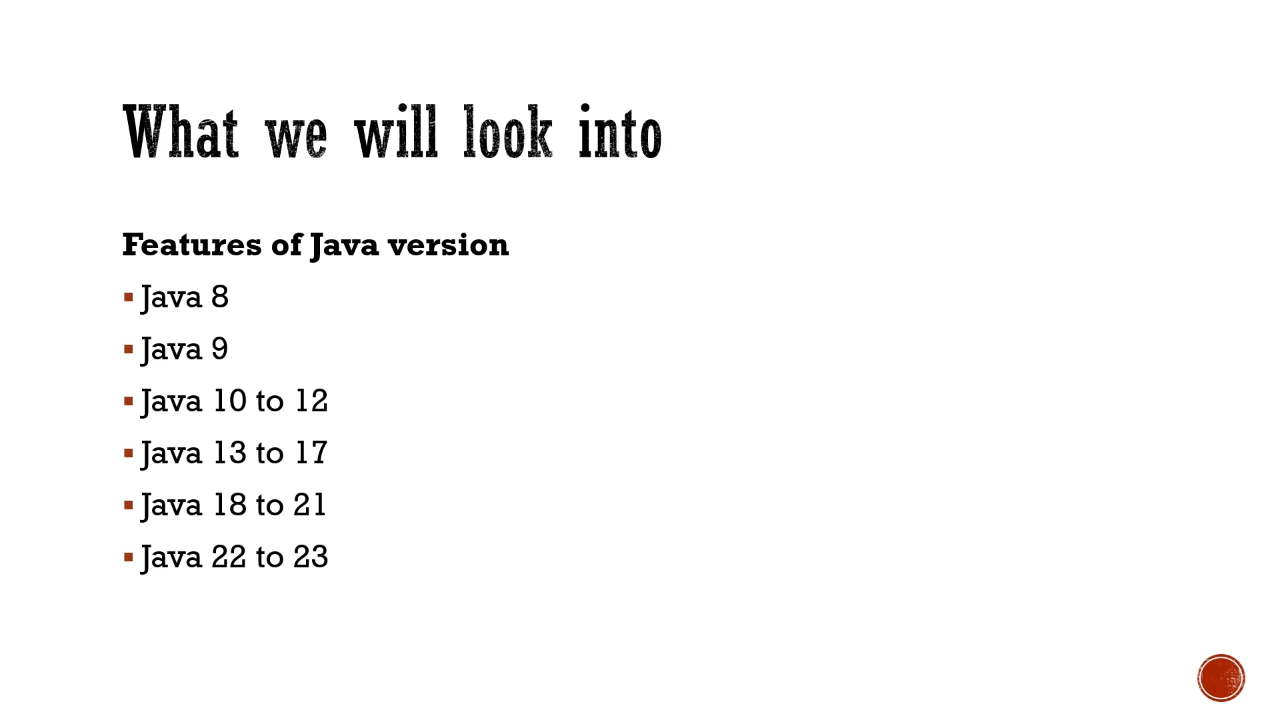 What we will look into
Features of Java version
Java 8
Java 9
Java 10 to 12
Java 13 to 17
Java 18 to 21
Java 22 to 23